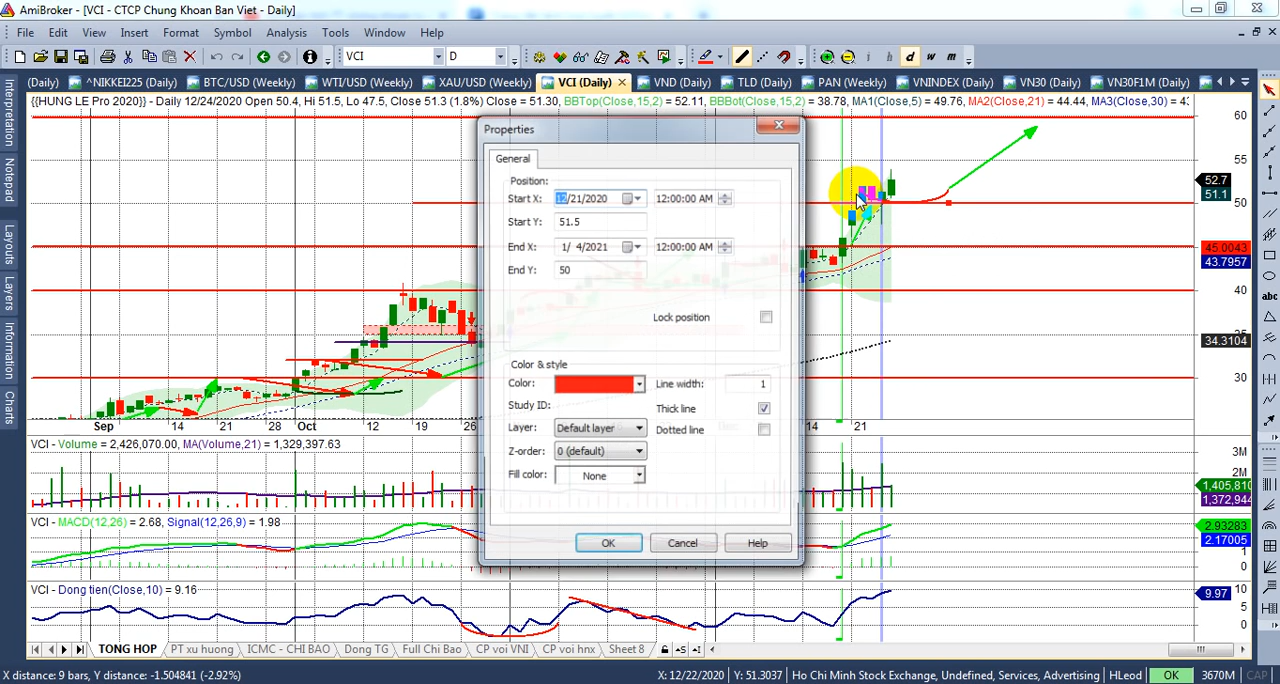 AmiBroker - [VCI - CTCP Chung Khoan Ban Viet - Daily]
File Edit View Insert Format Symbol Analysis Tools Window Help
VCI D i h d w m
(Daily) ^NIKKEI225 (Daily) BTC/USD (Weekly) WTI/USD (Weekly) XAU/USD (Weekly) VCI (Daily) VND (Daily) TLD (Daily) PAN (Weekly) VNINDEX (Daily) VN30 (Daily) VN30F1M (Daily)
{{HUNG LE Pro 2020}} - Daily 12/24/2020 Open 50.4, Hi 51.5, Lo 47.5, Close 51.3 (1.8%) Close = 51.30, BBTop(Close,15,2) = 52.11, BBBot(Close,15,2) = 38.78, MA1(Close,5) = 49.76, MA2(Close,21) = 44.44, MA3(Close,30) = 43
Interpretation
Notepad
Layouts
Layers
Information
Charts
Properties
General
Position:
Start X: 12/21/2020 12:00:00 AM
Start Y: 51.5
End X: 1/ 4/2021 12:00:00 AM
End Y: 50
Lock position
Color & style
Color: Line width: 1
Study ID: Thick line
Layer: Default layer Dotted line
Z-order: 0 (default)
Fill color: None
OK Cancel Help
60
55
52.7
51.1
50
45.0043
43.7957
40
34.3104
30
Sep 14 21 28 Oct 12 19 26 14 21
VCI - Volume = 2,426,070.00, MA(Volume,21) = 1,329,397.63
3M
2M
1,405,810
1,372,944
VCI - MACD(12,26) = 2.68, Signal(12,26,9) = 1.98
2.93283
2.17005
1
0
VCI - Dong tien(Close,10) = 9.16
10
9.97
5
0
abc
TONG HOP PT xu huong ICMC - CHI BAO Dong TG Full Chi Bao CP voi VNI CP voi hnx Sheet 8
X distance: 9 bars, Y distance: -1.504841 (-2.92%) X: 12/22/2020 Y: 51.3037 Ho Chi Minh Stock Exchange, Undefined, Services, Advertising HLeod OK 3670M CAP